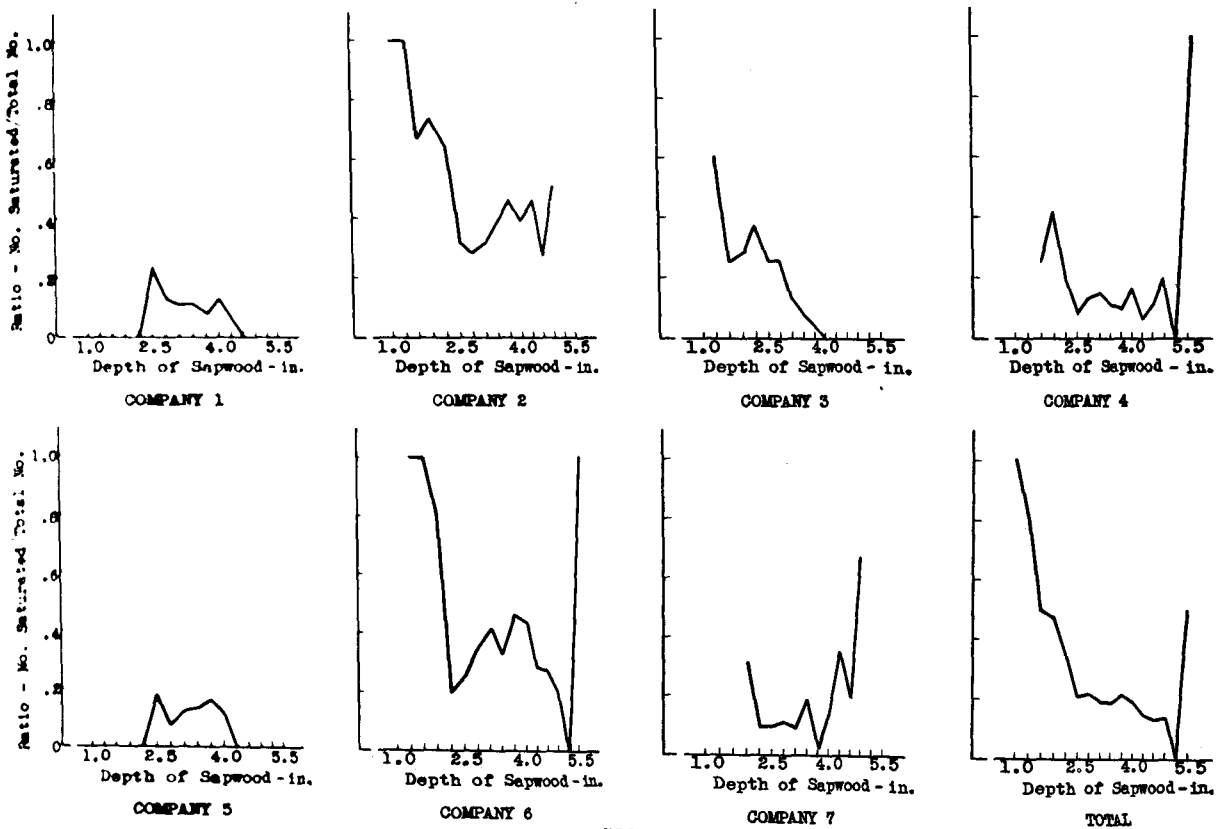 Ratio - No. Saturated/Total No.
1.0
.8
.6
.4
.2
0
1.0 2.5 4.0 5.5
Depth of Sapwood - in.
COMPANY 1
1.0 2.5 4.0 5.5
Depth of Sapwood - in.
COMPANY 2
1.0 2.5 4.0 5.5
Depth of Sapwood - in.
COMPANY 3
1.0 2.5 4.0 5.5
Depth of Sapwood - in.
COMPANY 4
Ratio - No. Saturated Total No.
1.0
.8
.6
.4
.2
0
1.0 2.5 4.0 5.5
Depth of Sapwood - in.
COMPANY 5
1.0 2.5 4.0 5.5
Depth of Sapwood - in.
COMPANY 6
1.0 2.5 4.0 5.5
Depth of Sapwood - in.
COMPANY 7
1.0 2.5 4.0 5.5
Depth of Sapwood - in.
TOTAL